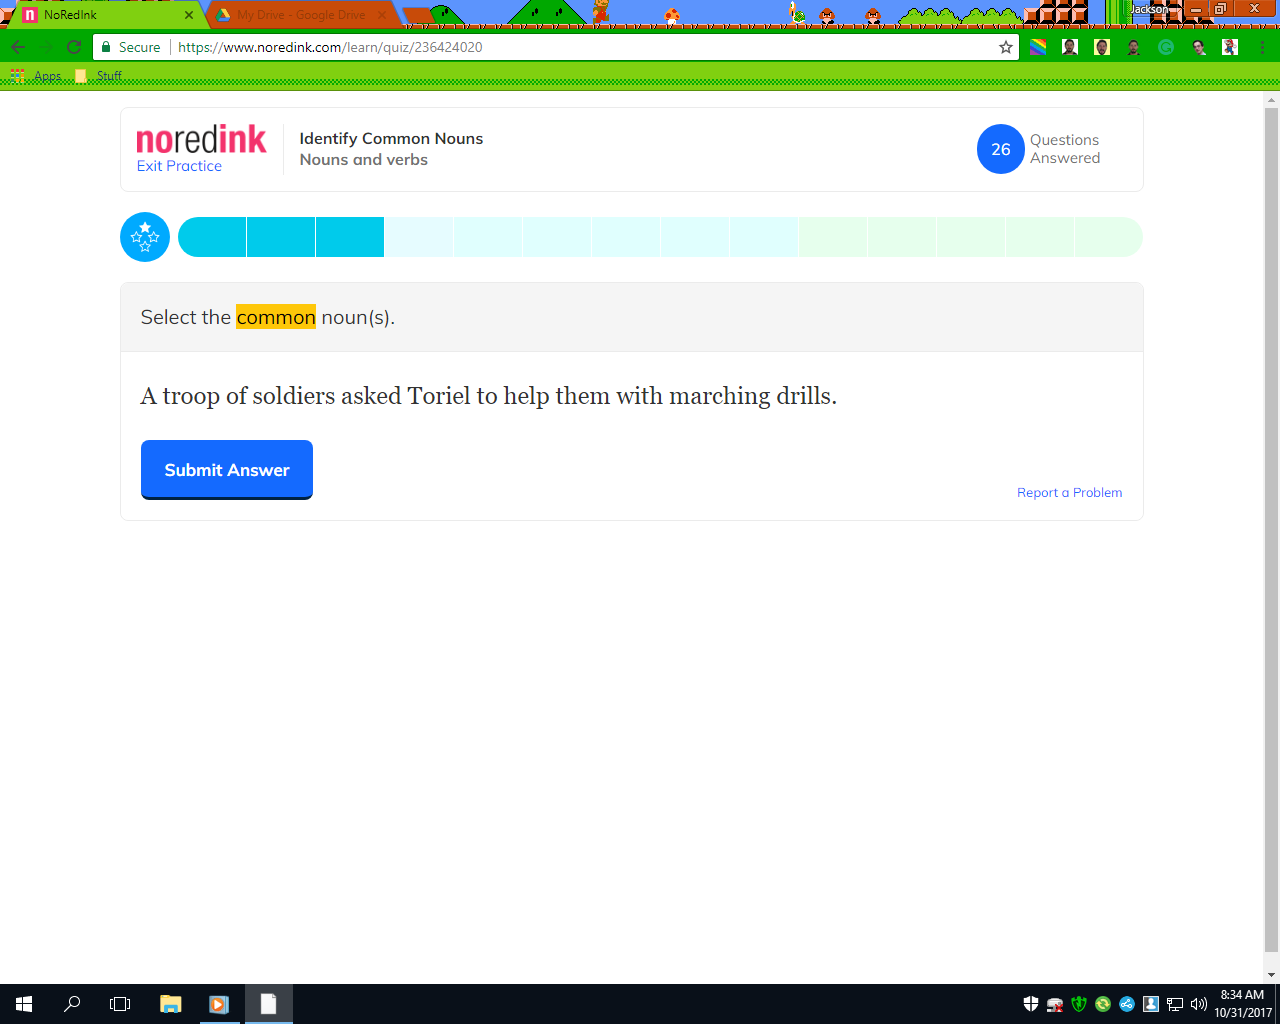 NoRedInk
My Drive - Google Drive
Jackson
Secure
https://www.noredink.com/learn/quiz/236424020
Apps
Stuff
noredink
Exit Practice
Identify Common Nouns
Nouns and verbs
26
Questions
Answered
Select the common noun(s).
A troop of soldiers asked Toriel to help them with marching drills.
Submit Answer
Report a Problem
8:34 AM
10/31/2017